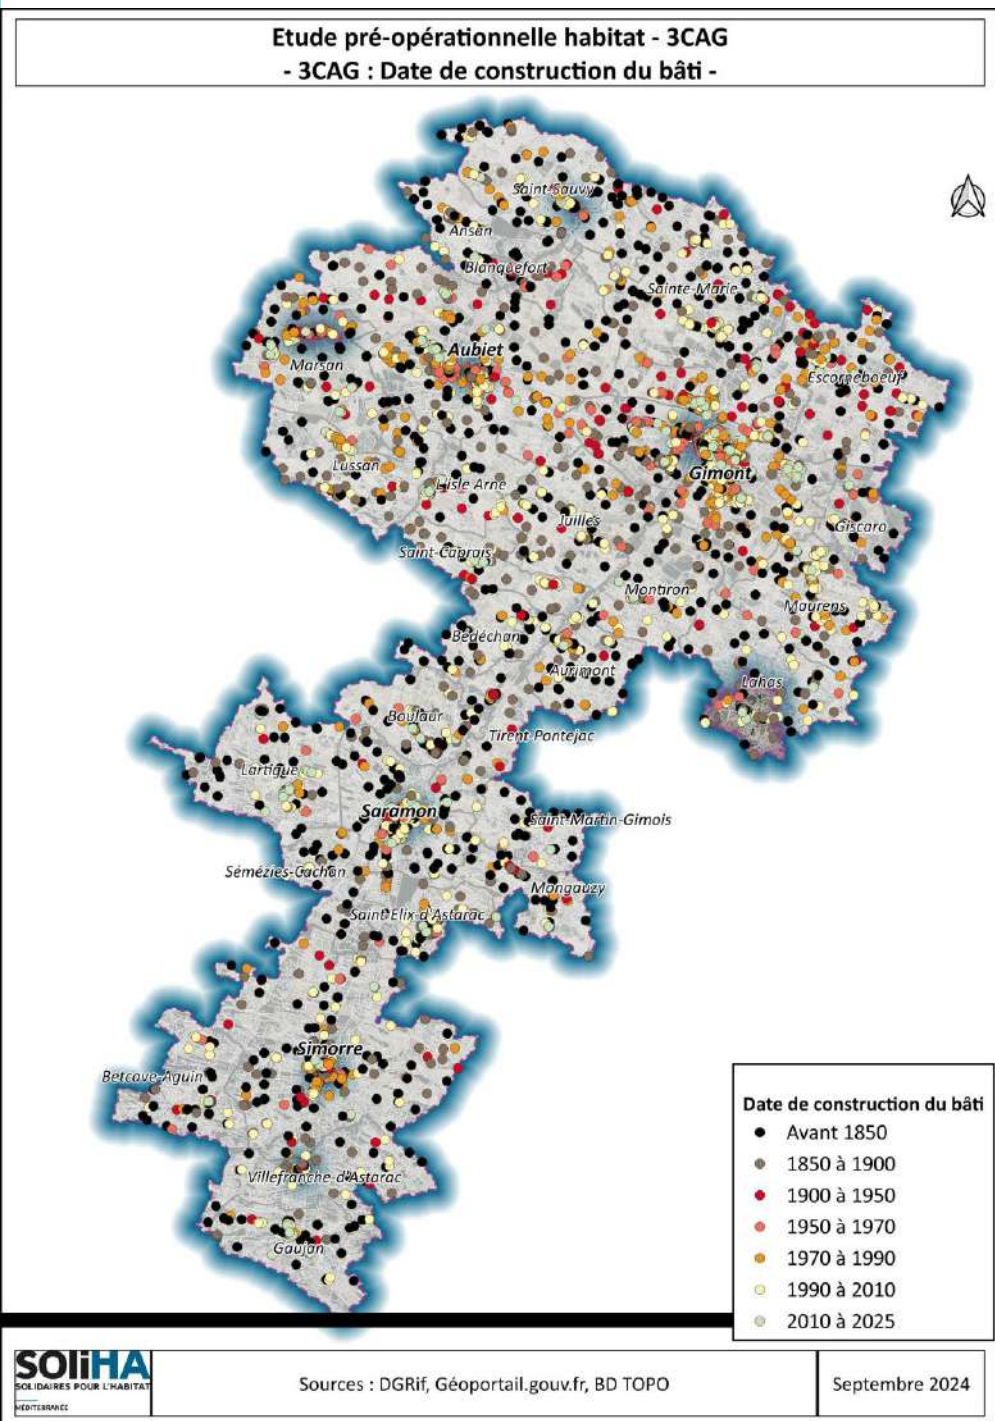 Etude pré-opérationnelle habitat - 3CAG
- 3CAG : Date de construction du bâti -
Saint-Sauvy
Ansan
Blanquefort
Sainte-Marie
Aubiet
Marsan
Escorneboeuf
Lussan
Gimont
L'Isle Arne
Juilles
Giscaro
Saint-Caprais
Montiron
Maurens
Bédéchan
Aurimont
Lahas
Boulaur
Tirent-Pontejac
Lartigue
Saramon
Saint-Martin-Gimois
Sémézies-Cachan
Mongauzy
Saint-Elix-d'Astarac
Simorre
Betcave-Aguin
Villefranche-d'Astarac
Gaujan
Date de construction du bâti
Avant 1850
1850 à 1900
1900 à 1950
1950 à 1970
1970 à 1990
1990 à 2010
2010 à 2025
SOLiHA
SOLIDAIRES POUR L'HABITAT
MÉDITERRANÉE
Sources : DGRif, Géoportail.gouv.fr, BD TOPO
Septembre 2024